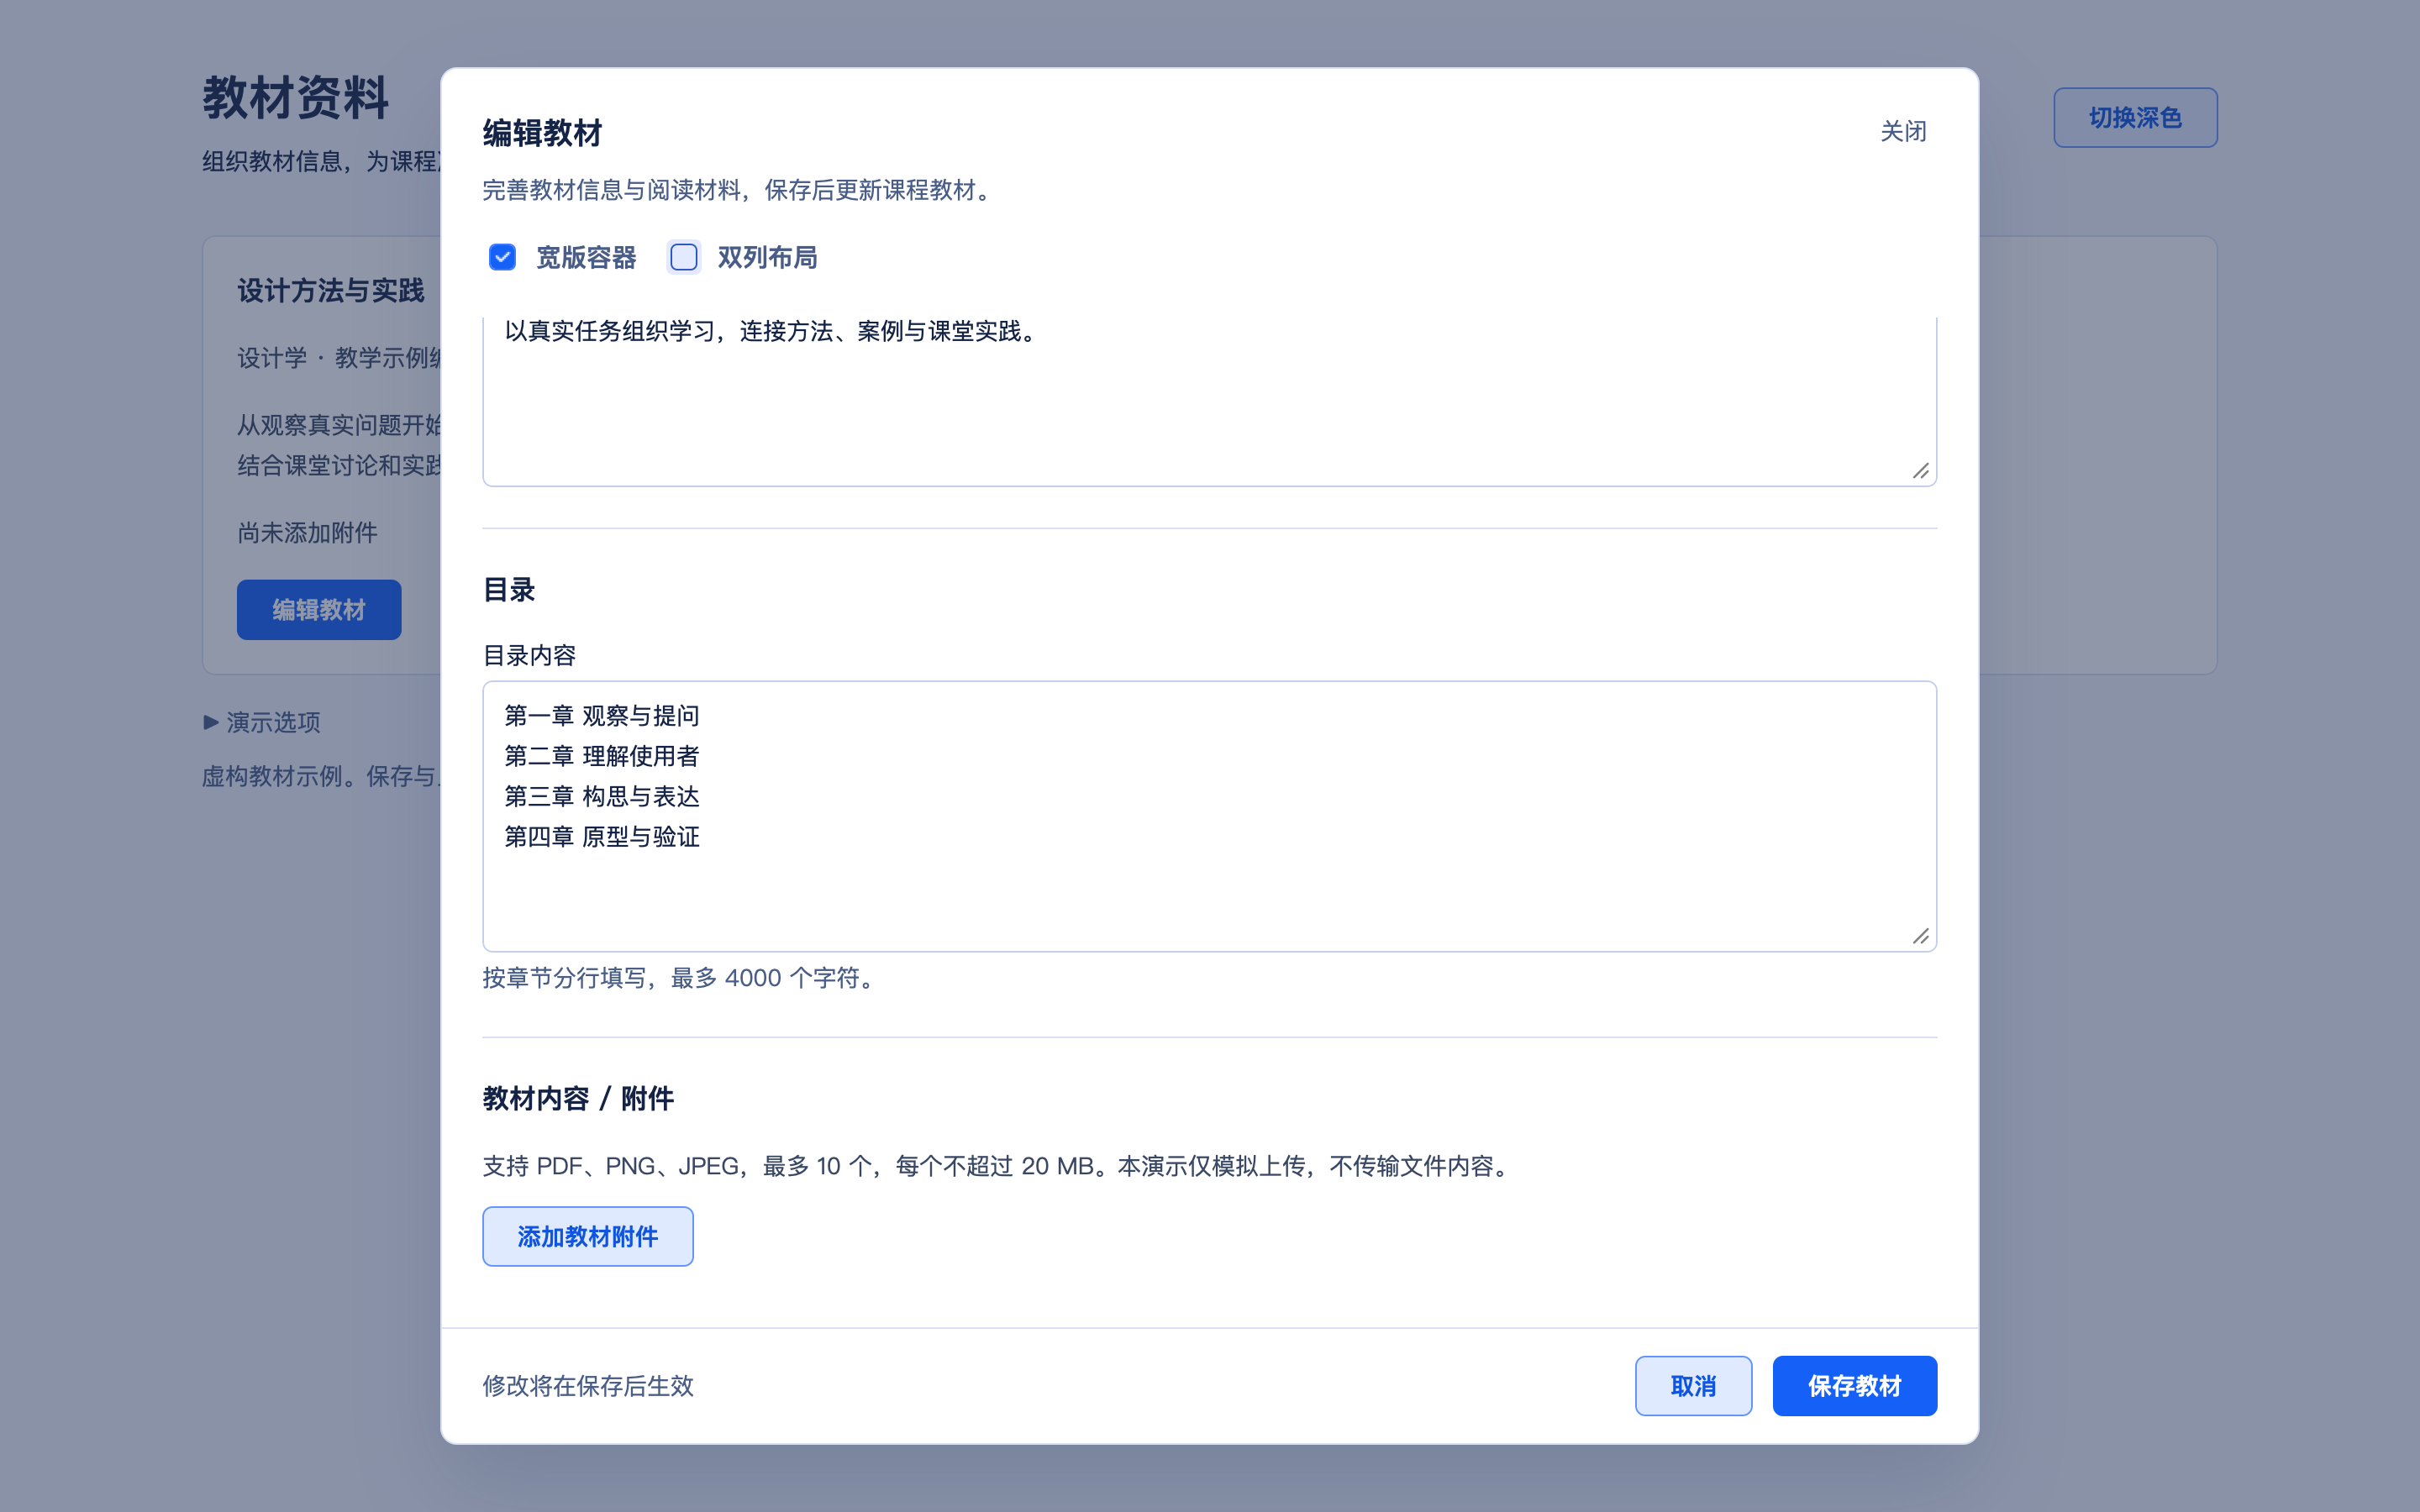 教材资料
组织教材信息，为课程
切换深色
设计方法与实践
设计学 · 教学示例编
从观察真实问题开始
结合课堂讨论和实践
尚未添加附件
编辑教材
演示选项
虚构教材示例。保存与
编辑教材
关闭
完善教材信息与阅读材料，保存后更新课程教材。
宽版容器
双列布局
以真实任务组织学习，连接方法、案例与课堂实践。
目录
目录内容
第一章 观察与提问
第二章 理解使用者
第三章 构思与表达
第四章 原型与验证
按章节分行填写，最多 4000 个字符。
教材内容 / 附件
支持 PDF、PNG、JPEG，最多 10 个，每个不超过 20 MB。本演示仅模拟上传，不传输文件内容。
添加教材附件
修改将在保存后生效
取消
保存教材